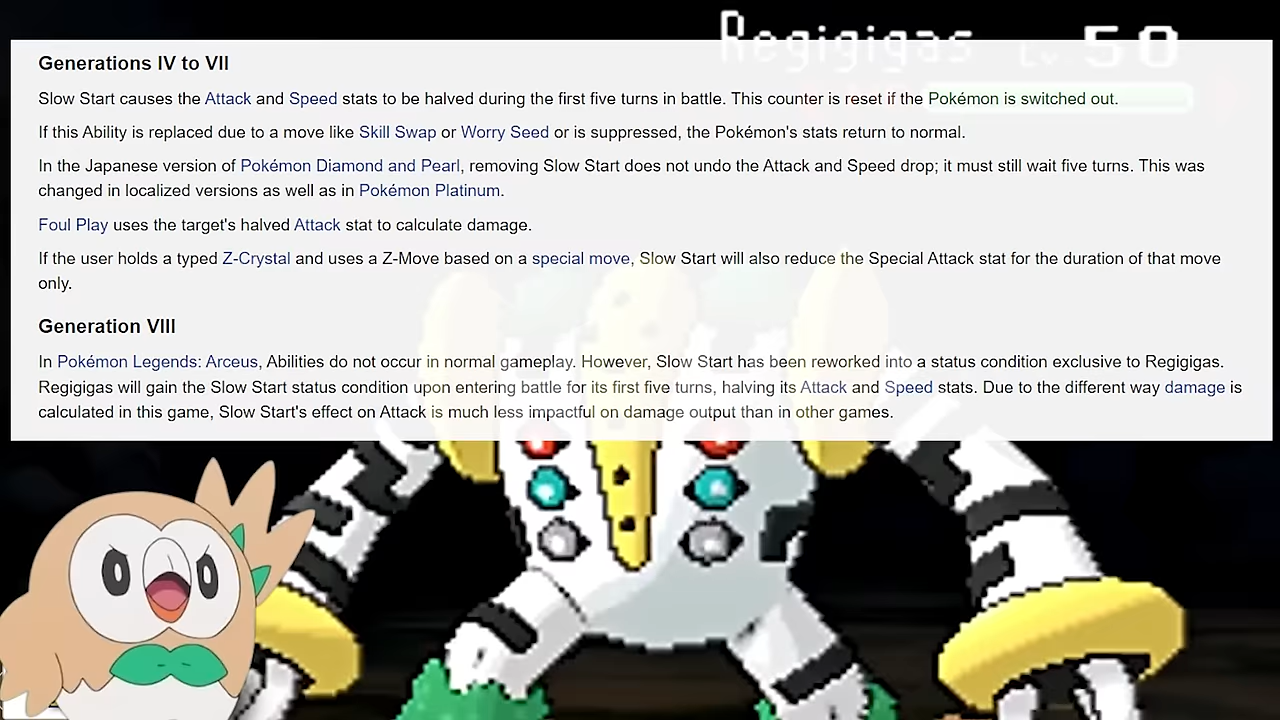 Regigigas Lv 50
Generations IV to VII
Slow Start causes the Attack and Speed stats to be halved during the first five turns in battle. This counter is reset if the Pokémon is switched out.
If this Ability is replaced due to a move like Skill Swap or Worry Seed or is suppressed, the Pokémon's stats return to normal.
In the Japanese version of Pokémon Diamond and Pearl, removing Slow Start does not undo the Attack and Speed drop; it must still wait five turns. This was
changed in localized versions as well as in Pokémon Platinum.
Foul Play uses the target's halved Attack stat to calculate damage.
If the user holds a typed Z-Crystal and uses a Z-Move based on a special move, Slow Start will also reduce the Special Attack stat for the duration of that move
only.
Generation VIII
In Pokémon Legends: Arceus, Abilities do not occur in normal gameplay. However, Slow Start has been reworked into a status condition exclusive to Regigigas.
Regigigas will gain the Slow Start status condition upon entering battle for its first five turns, halving its Attack and Speed stats. Due to the different way damage is
calculated in this game, Slow Start's effect on Attack is much less impactful on damage output than in other games.